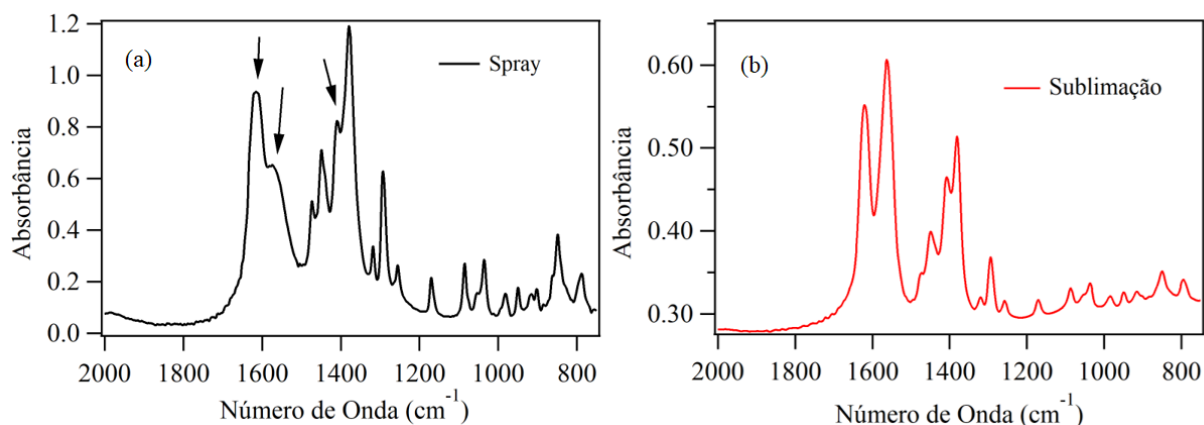 (a)
Spray
Absorbância
1.2
1.0
0.8
0.6
0.4
0.2
0.0
2000 1800 1600 1400 1200 1000 800
Número de Onda (cm⁻¹)
(b)
Sublimação
Absorbância
0.60
0.50
0.40
0.30
2000 1800 1600 1400 1200 1000 800
Número de Onda (cm⁻¹)